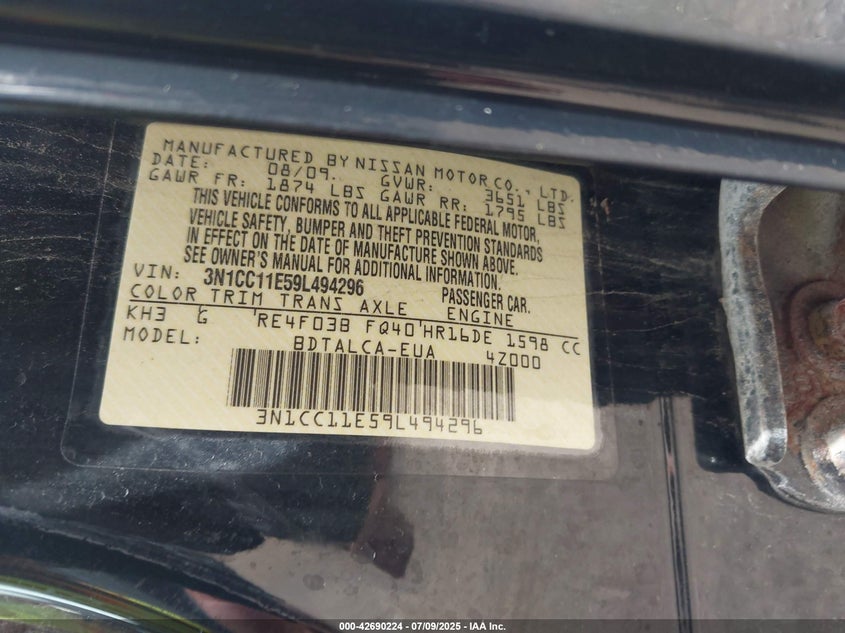 MANUFACTURED BY NISSAN MOTOR CO., LTD.
DATE: 08/09 GVWR: 3651 LBS
GAWR FR: 1874 LBS GAWR RR: 1795 LBS
THIS VEHICLE CONFORMS TO ALL APPLICABLE FEDERAL MOTOR
VEHICLE SAFETY, BUMPER AND THEFT PREVENTION STANDARDS
IN EFFECT ON THE DATE OF MANUFACTURE SHOWN ABOVE.
SEE OWNER'S MANUAL FOR ADDITIONAL INFORMATION.
VIN: 3N1CC11E59L494296 PASSENGER CAR.
COLOR TRIM TRANS AXLE ENGINE
KH3 G RE4F03B FQ40 HR16DE 1598 CC
MODEL: BDTALCA-EUA 4Z000
3N1CC11E59L494296
000-42690224 | 07/09/2025 - IAA Inc.